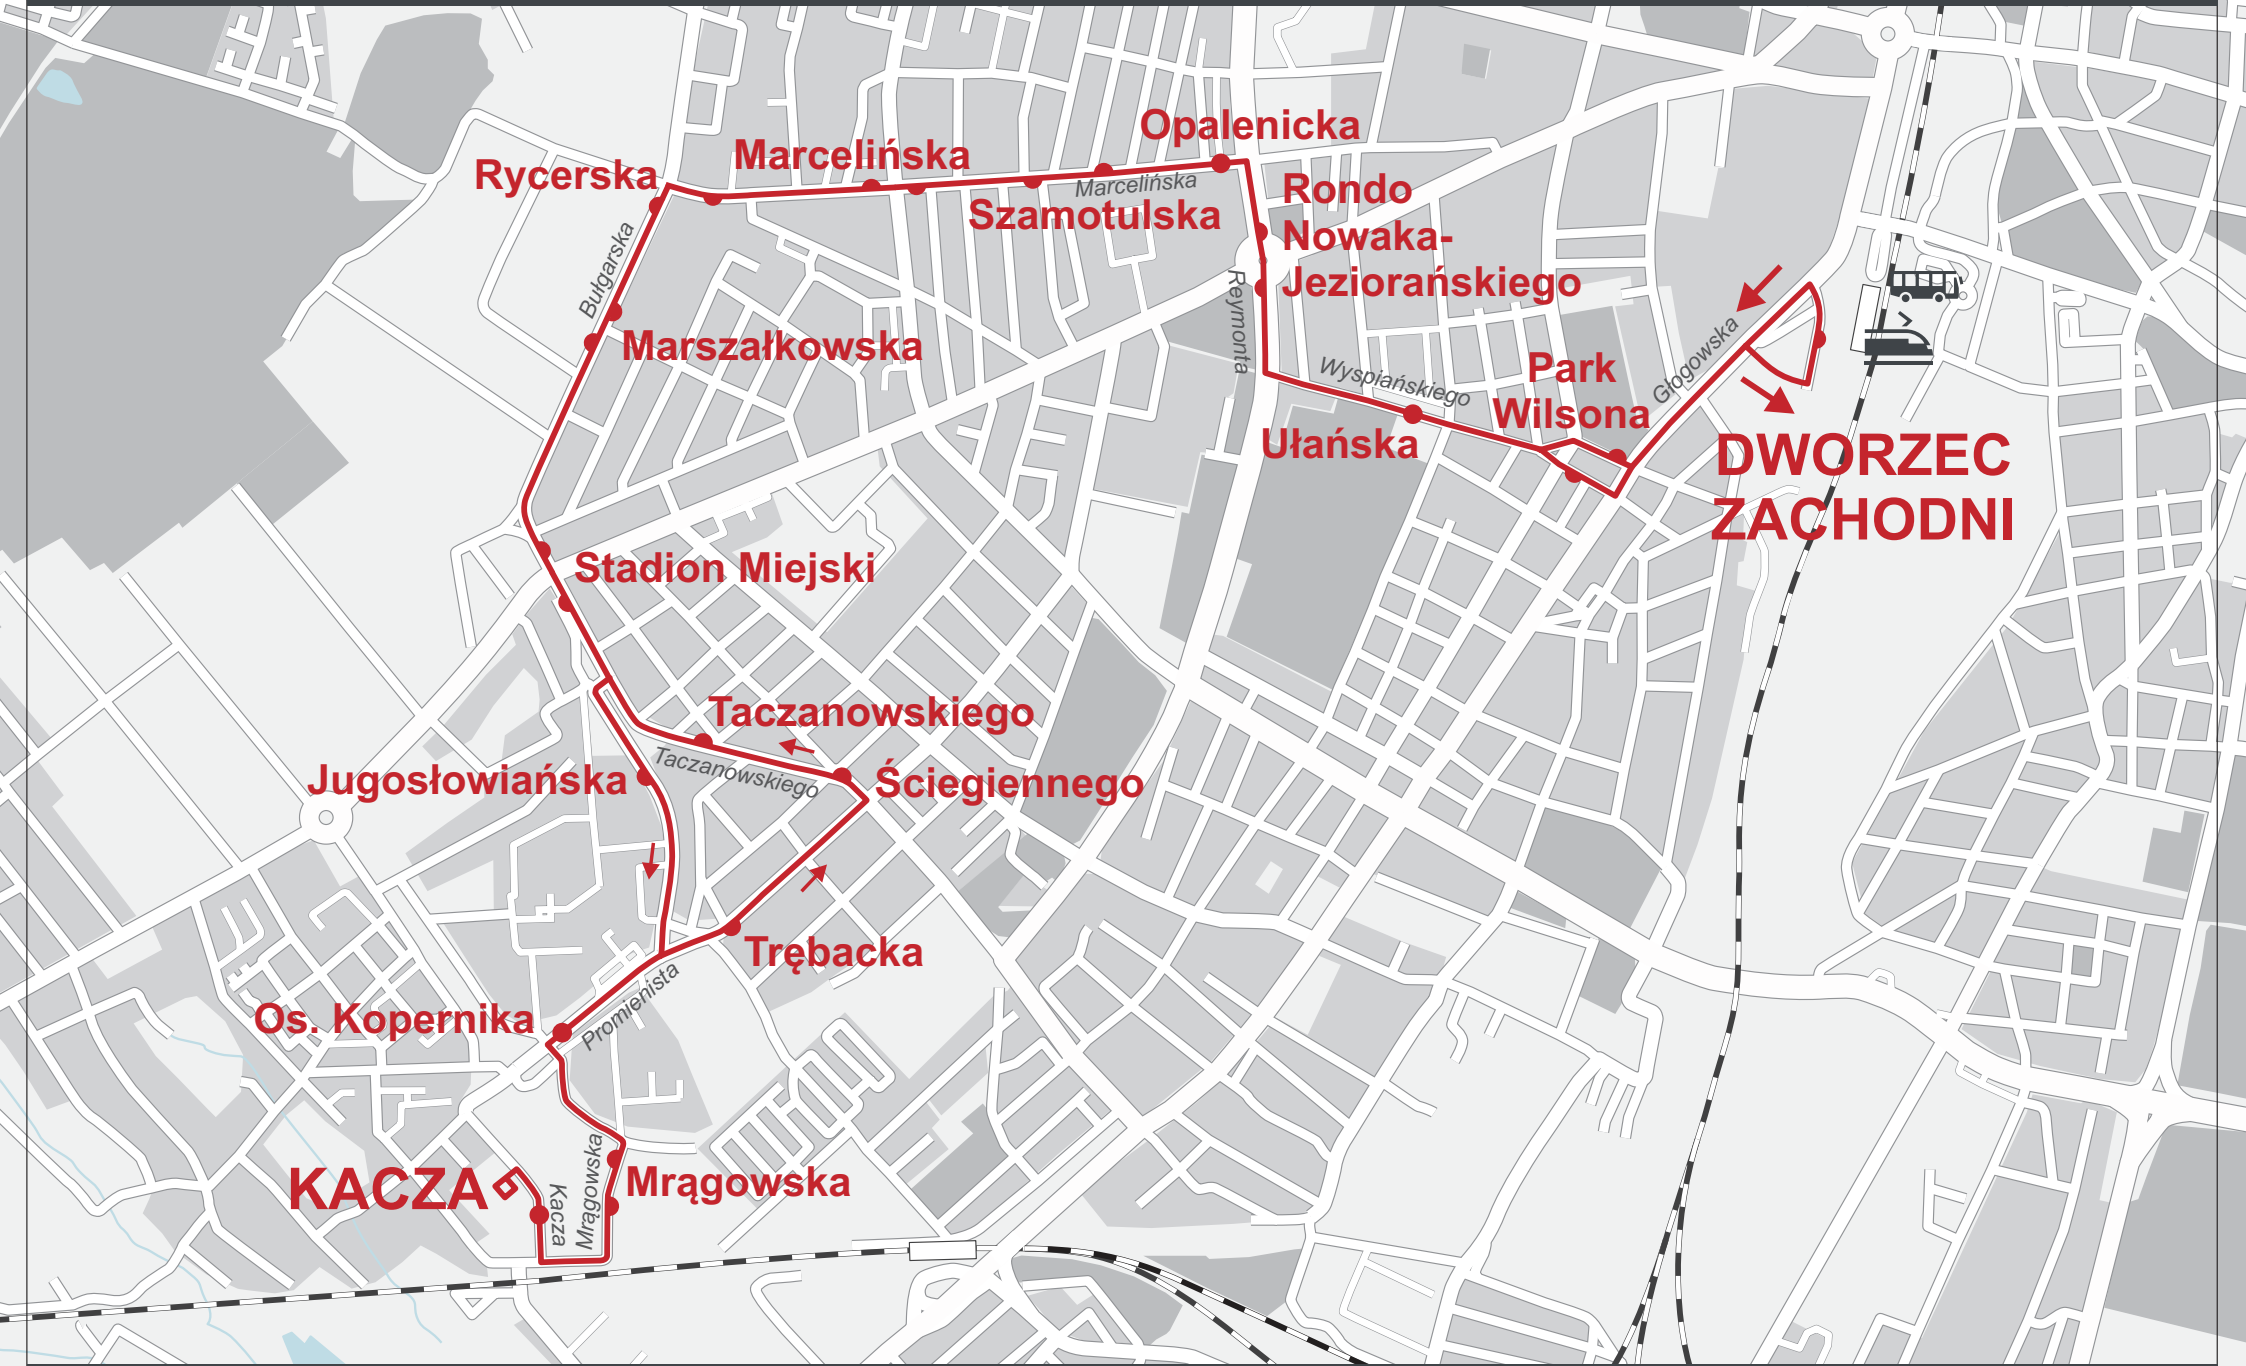 Opalenicka
Marcelińska
Rycerska
Marcelińska
Szamotulska
Rondo
Nowaka-
Jeziorańskiego
Bułgarska
Reymonta
Marszałkowska
Wyspiańskiego
Park
Wilsona
Głogowska
Ułańska
DWORZEC
ZACHODNI
Stadion Miejski
Taczanowskiego
Taczanowskiego
Jugosłowiańska
Ściegiennego
Trębacka
Promienista
Os. Kopernika
KACZA
Kacza
Mrągowska
Mrągowska